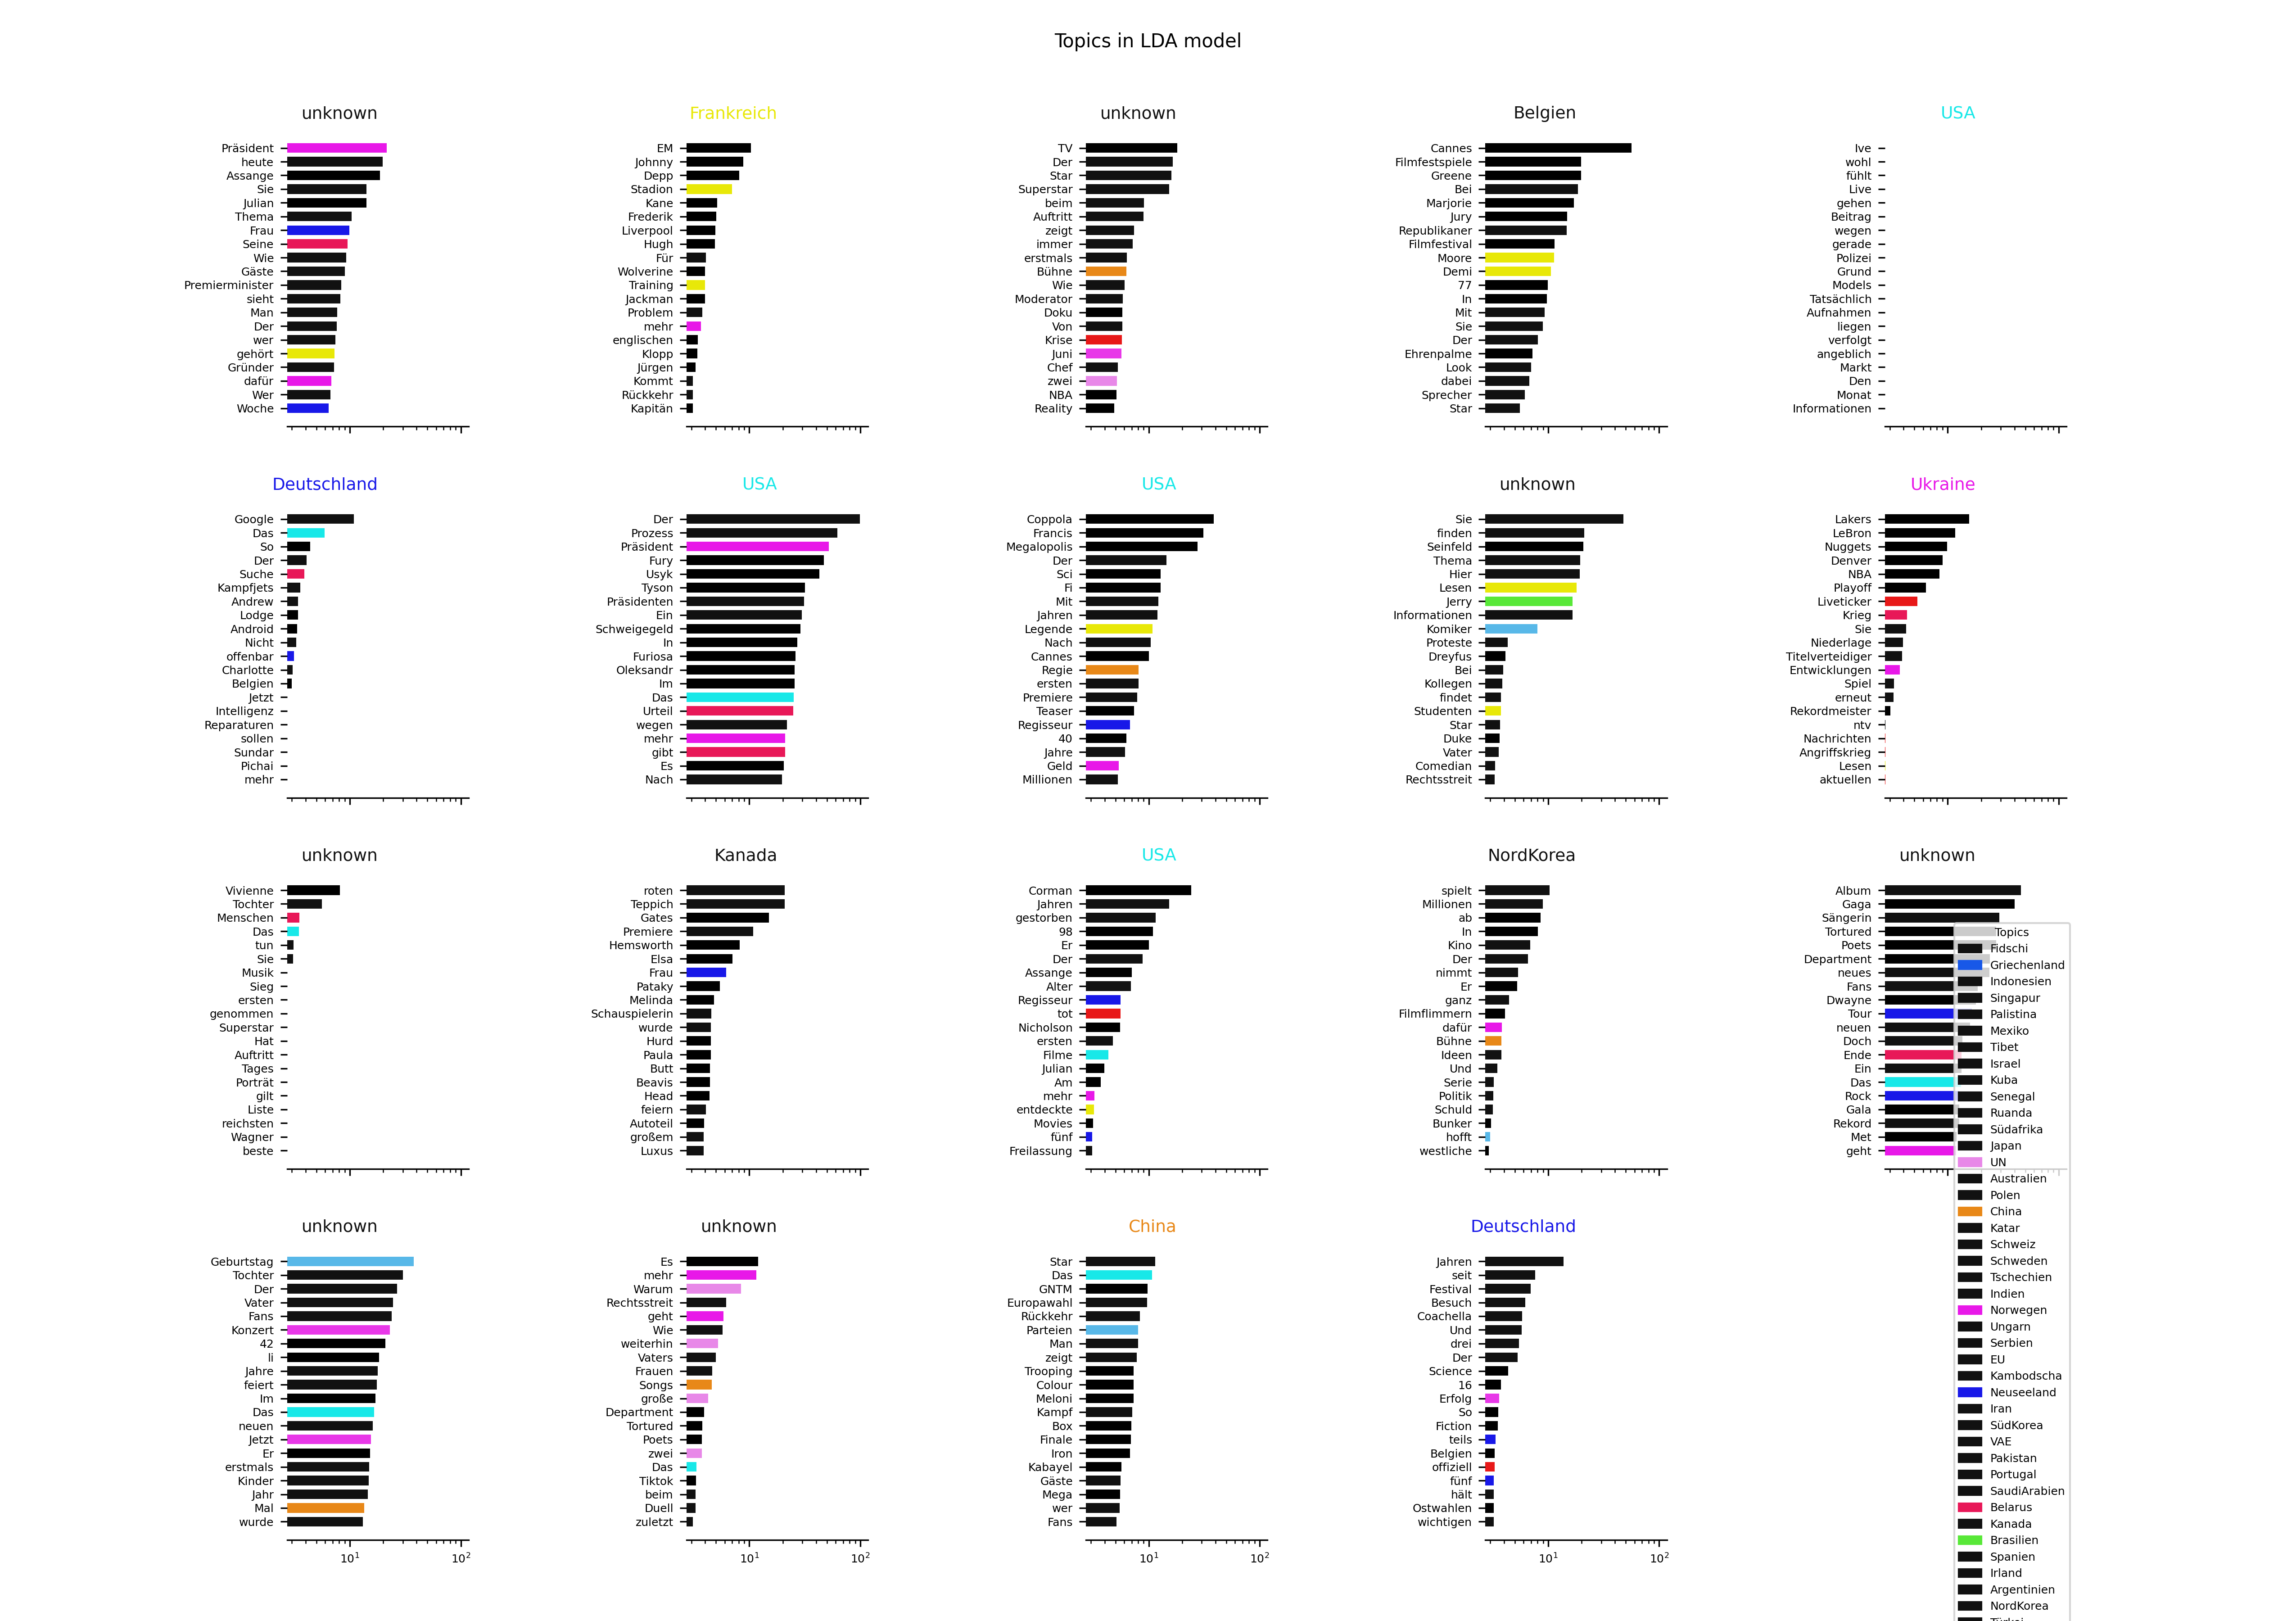 Topics in LDA model
unknown
Präsident
heute
Assange
Sie
Julian
Thema
Frau
Seine
Wie
Gäste
Premierminister
sieht
Man
Der
wer
gehört
Gründer
dafür
Wer
Woche
Frankreich
EM
Johnny
Depp
Stadion
Kane
Frederik
Liverpool
Hugh
Für
Wolverine
Training
Jackman
Problem
mehr
englischen
Klopp
Jürgen
Kommt
Rückkehr
Kapitän
unknown
TV
Der
Star
Superstar
beim
Auftritt
zeigt
immer
erstmals
Bühne
Wie
Moderator
Doku
Von
Krise
Juni
Chef
zwei
NBA
Reality
Belgien
Cannes
Filmfestspiele
Greene
Bei
Marjorie
Jury
Republikaner
Filmfestival
Moore
Demi
77
In
Mit
Sie
Der
Ehrenpalme
Look
dabei
Sprecher
Star
USA
Ive
wohl
fühlt
Live
gehen
Beitrag
wegen
gerade
Polizei
Grund
Models
Tatsächlich
Aufnahmen
liegen
verfolgt
angeblich
Markt
Den
Monat
Informationen
Deutschland
Google
Das
So
Der
Suche
Kampfjets
Andrew
Lodge
Android
Nicht
offenbar
Charlotte
Belgien
Jetzt
Intelligenz
Reparaturen
sollen
Sundar
Pichai
mehr
USA
Der
Prozess
Präsident
Fury
Usyk
Tyson
Präsidenten
Ein
Schweigegeld
In
Furiosa
Oleksandr
Im
Das
Urteil
wegen
mehr
gibt
Es
Nach
USA
Coppola
Francis
Megalopolis
Der
Sci
Fi
Mit
Jahren
Legende
Nach
Cannes
Regie
ersten
Premiere
Teaser
Regisseur
40
Jahre
Geld
Millionen
unknown
Sie
finden
Seinfeld
Thema
Hier
Lesen
Jerry
Informationen
Komiker
Proteste
Dreyfus
Bei
Kollegen
findet
Studenten
Star
Duke
Vater
Comedian
Rechtsstreit
Ukraine
Lakers
LeBron
Nuggets
Denver
NBA
Playoff
Liveticker
Krieg
Sie
Niederlage
Titelverteidiger
Entwicklungen
Spiel
erneut
Rekordmeister
ntv
Nachrichten
Angriffskrieg
Lesen
aktuellen
unknown
Vivienne
Tochter
Menschen
Das
tun
Sie
Musik
Sieg
ersten
genommen
Superstar
Hat
Auftritt
Tages
Porträt
gilt
Liste
reichsten
Wagner
beste
Kanada
roten
Teppich
Gates
Premiere
Hemsworth
Elsa
Frau
Pataky
Melinda
Schauspielerin
wurde
Hurd
Paula
Butt
Beavis
Head
feiern
Autoteil
großem
Luxus
USA
Corman
Jahren
gestorben
98
Er
Der
Assange
Alter
Regisseur
tot
Nicholson
ersten
Filme
Julian
Am
mehr
entdeckte
Movies
fünf
Freilassung
NordKorea
spielt
Millionen
ab
In
Kino
Der
nimmt
Er
ganz
Filmflimmern
dafür
Bühne
Ideen
Und
Serie
Politik
Schuld
Bunker
hofft
westliche
unknown
Album
Gaga
Sängerin
Tortured
Poets
Department
neues
Fans
Dwayne
Tour
neuen
Doch
Ende
Ein
Das
Rock
Gala
Rekord
Met
geht
unknown
Geburtstag
Tochter
Der
Vater
Fans
Konzert
42
li
Jahre
feiert
Im
Das
neuen
Jetzt
Er
erstmals
Kinder
Jahr
Mal
wurde
10¹ 10²
unknown
Es
mehr
Warum
Rechtsstreit
geht
Wie
weiterhin
Vaters
Frauen
Songs
große
Department
Tortured
Poets
zwei
Das
Tiktok
beim
Duell
zuletzt
10¹ 10²
China
Star
Das
GNTM
Europawahl
Rückkehr
Parteien
Man
zeigt
Trooping
Colour
Meloni
Kampf
Box
Finale
Iron
Kabayel
Gäste
Mega
wer
Fans
10¹ 10²
Deutschland
Jahren
seit
Festival
Besuch
Coachella
Und
drei
Der
Science
16
Erfolg
So
Fiction
teils
Belgien
offiziell
fünf
hält
Ostwahlen
wichtigen
10¹ 10²
Topics
Fidschi
Griechenland
Indonesien
Singapur
Palistina
Mexiko
Tibet
Israel
Kuba
Senegal
Ruanda
Südafrika
Japan
UN
Australien
Polen
China
Katar
Schweiz
Schweden
Tschechien
Indien
Norwegen
Ungarn
Serbien
EU
Kambodscha
Neuseeland
Iran
SüdKorea
VAE
Pakistan
Portugal
SaudiArabien
Belarus
Kanada
Brasilien
Spanien
Irland
Argentinien
NordKorea